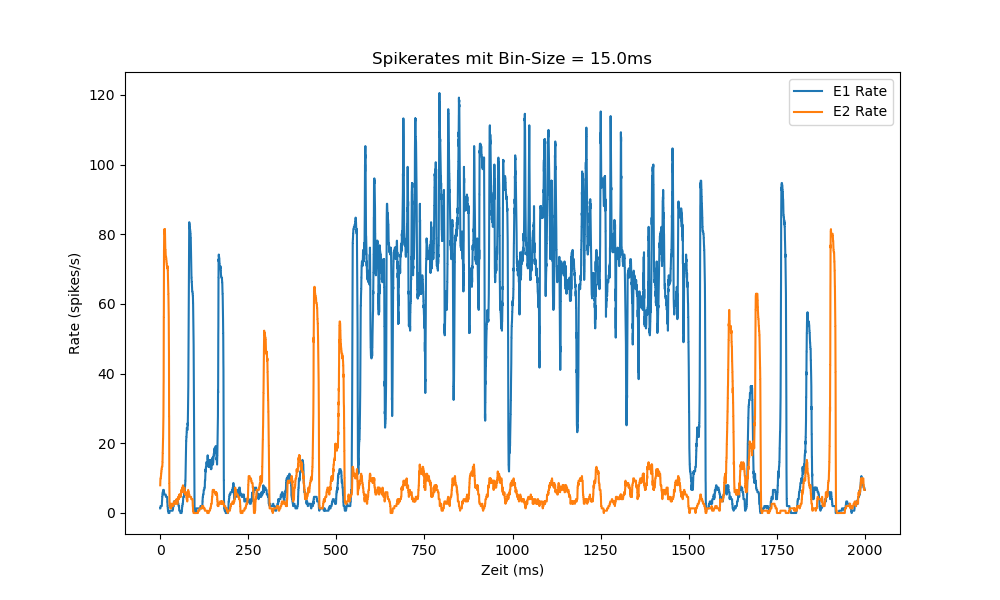 Spikerates mit Bin-Size = 15.0ms
E1 Rate
E2 Rate
120
100
80
60
40
20
0
Rate (spikes/s)
0 250 500 750 1000 1250 1500 1750 2000
Zeit (ms)